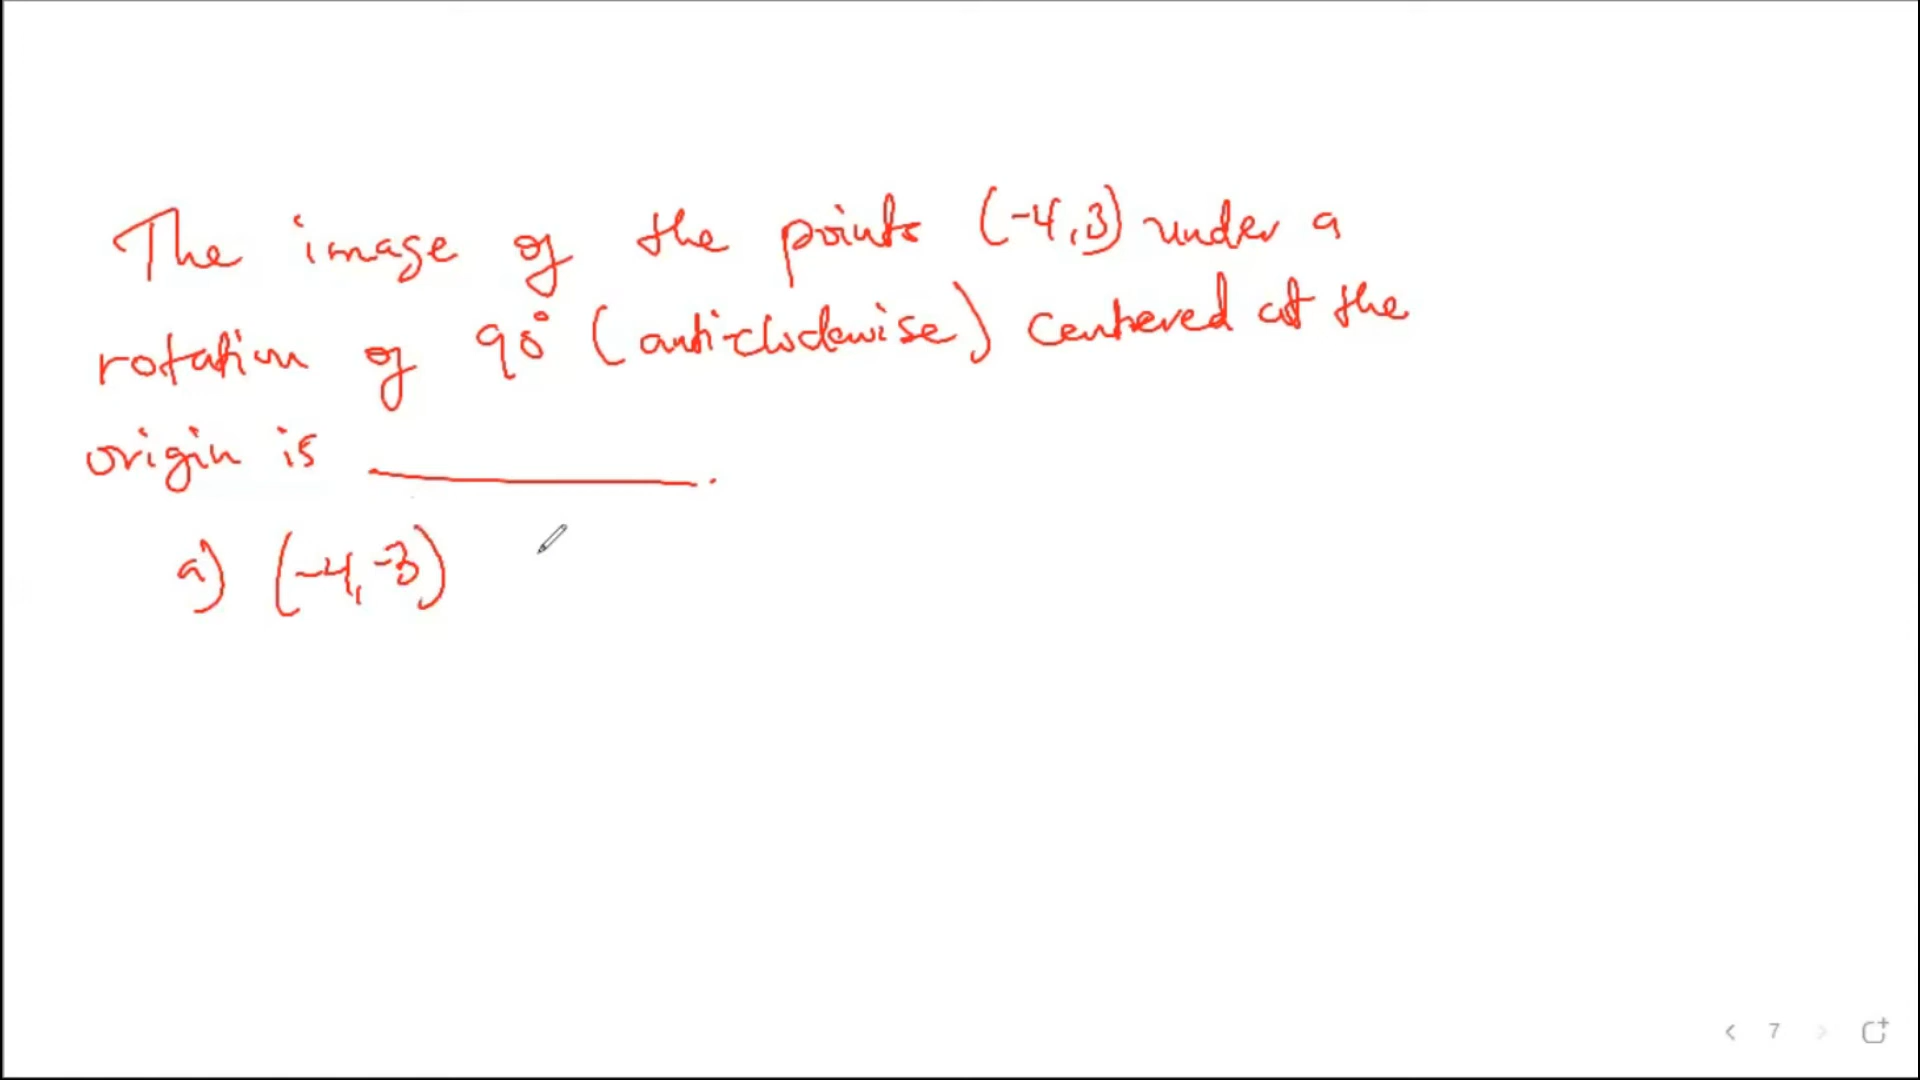 The image of the points (-4,3) under a
rotation of 90° (anti-clockwise) centered at the
origin is ________.
a) (-4,-3)
7